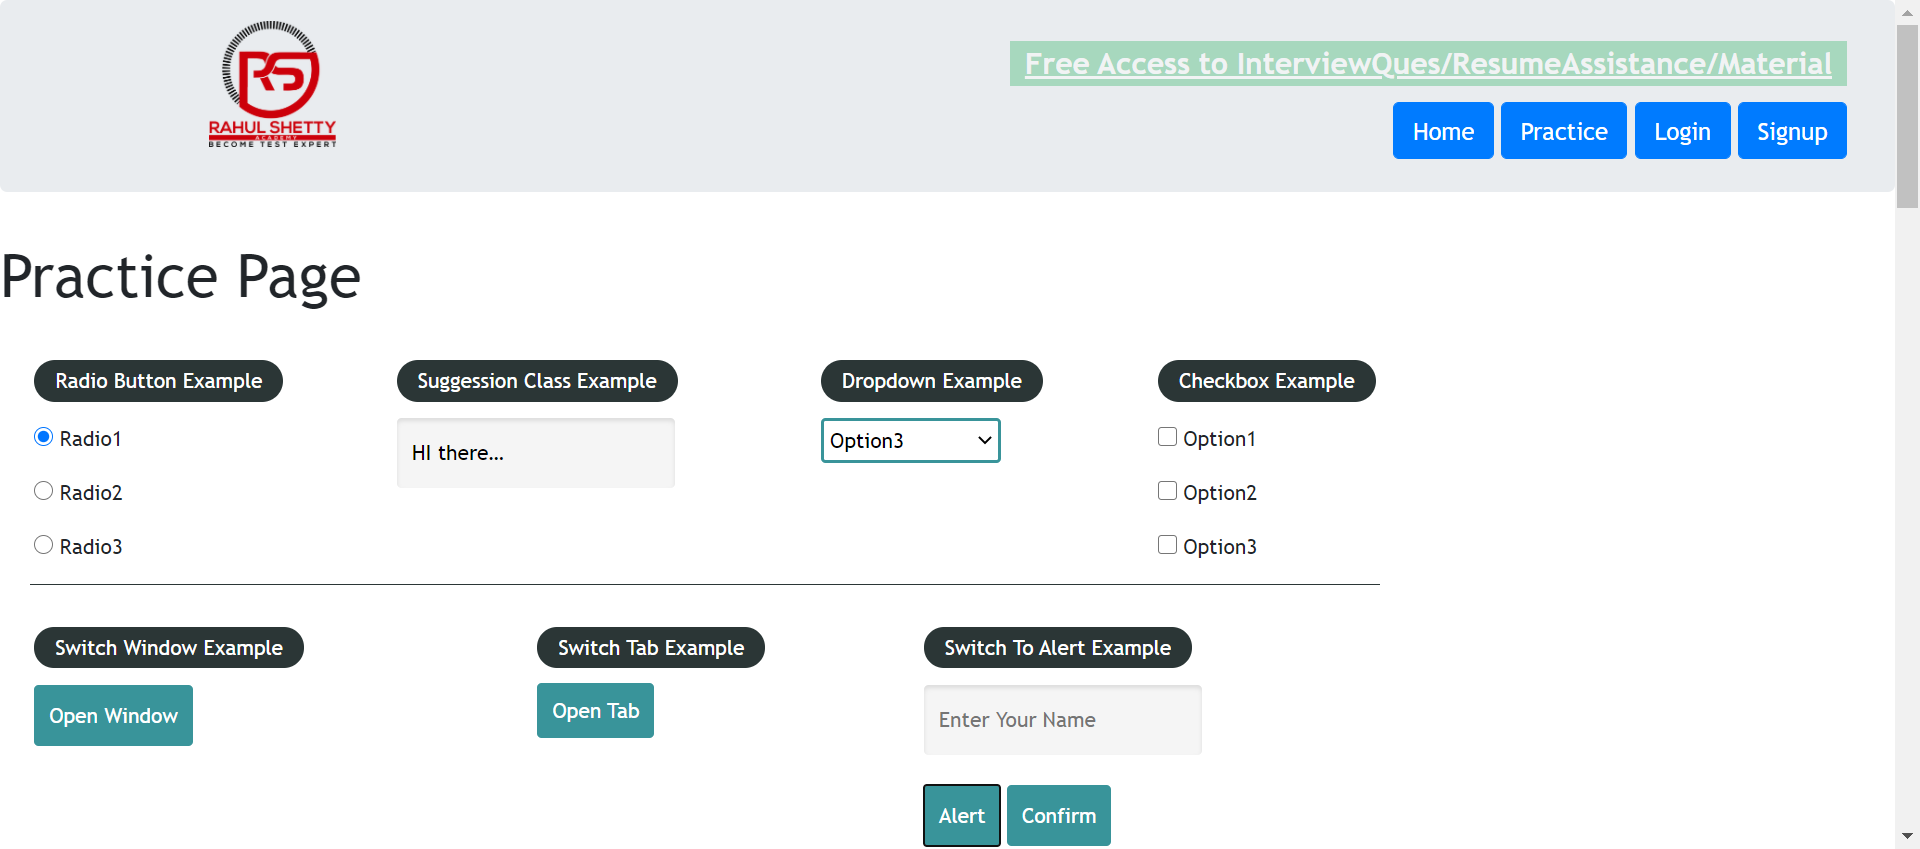 RS
RAHUL SHETTY
ACADEMY
BECOME TEST EXPERT
Free Access to InterviewQues/ResumeAssistance/Material
Home Practice Login Signup
Practice Page
Radio Button Example Suggession Class Example Dropdown Example Checkbox Example
Radio1 HI there... Option3 Option1
Radio2 Option2
Radio3 Option3
Switch Window Example Switch Tab Example Switch To Alert Example
Open Window Open Tab Enter Your Name
Alert Confirm